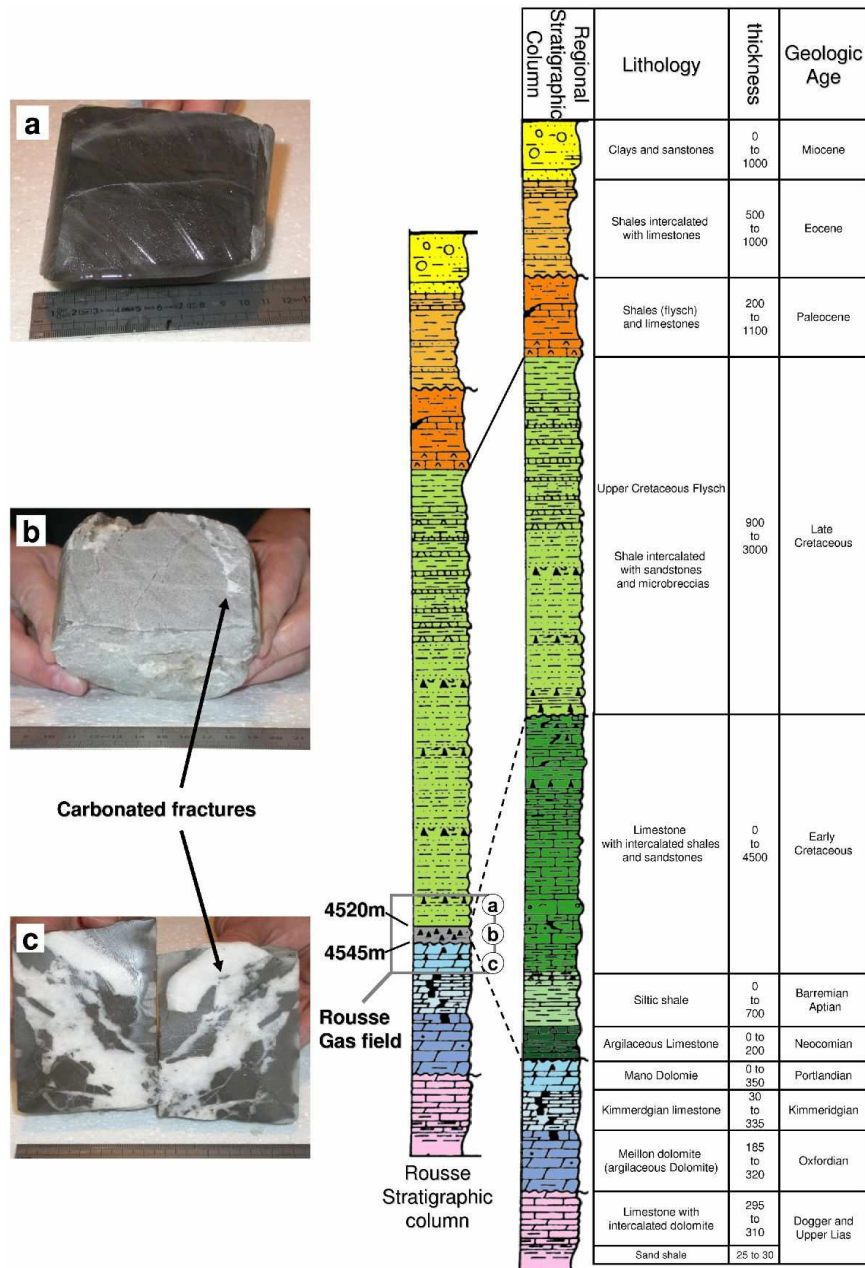 Regional
Stratigraphic
Column
Lithology
thickness
Geologic
Age
Clays and sanstones
0
to
1000
Miocene
Shales intercalated
with limestones
500
to
1000
Eocene
Shales (flysch)
and limestones
200
to
1100
Paleocene
Upper Cretaceous Flysch
Shale intercalated
with sandstones
and microbreccias
900
to
3000
Late
Cretaceous
Limestone
with intercalated shales
and sandstones
0
to
4500
Early
Cretaceous
Siltic shale
0
to
700
Barremian
Aptian
Argilaceous Limestone
0 to
200
Neocomian
Mano Dolomie
0 to
350
Portlandian
Kimmerdgian limestone
30
to
335
Kimmeridgian
Meillon dolomite
(argilaceous Dolomite)
185
to
320
Oxfordian
Limestone with
intercalated dolomite
295
to
310
Dogger and
Upper Lias
Sand shale
25 to 30
a
b
Carbonated fractures
c
4520m
4545m
a
b
c
Rousse
Gas field
Rousse
Stratigraphic
column